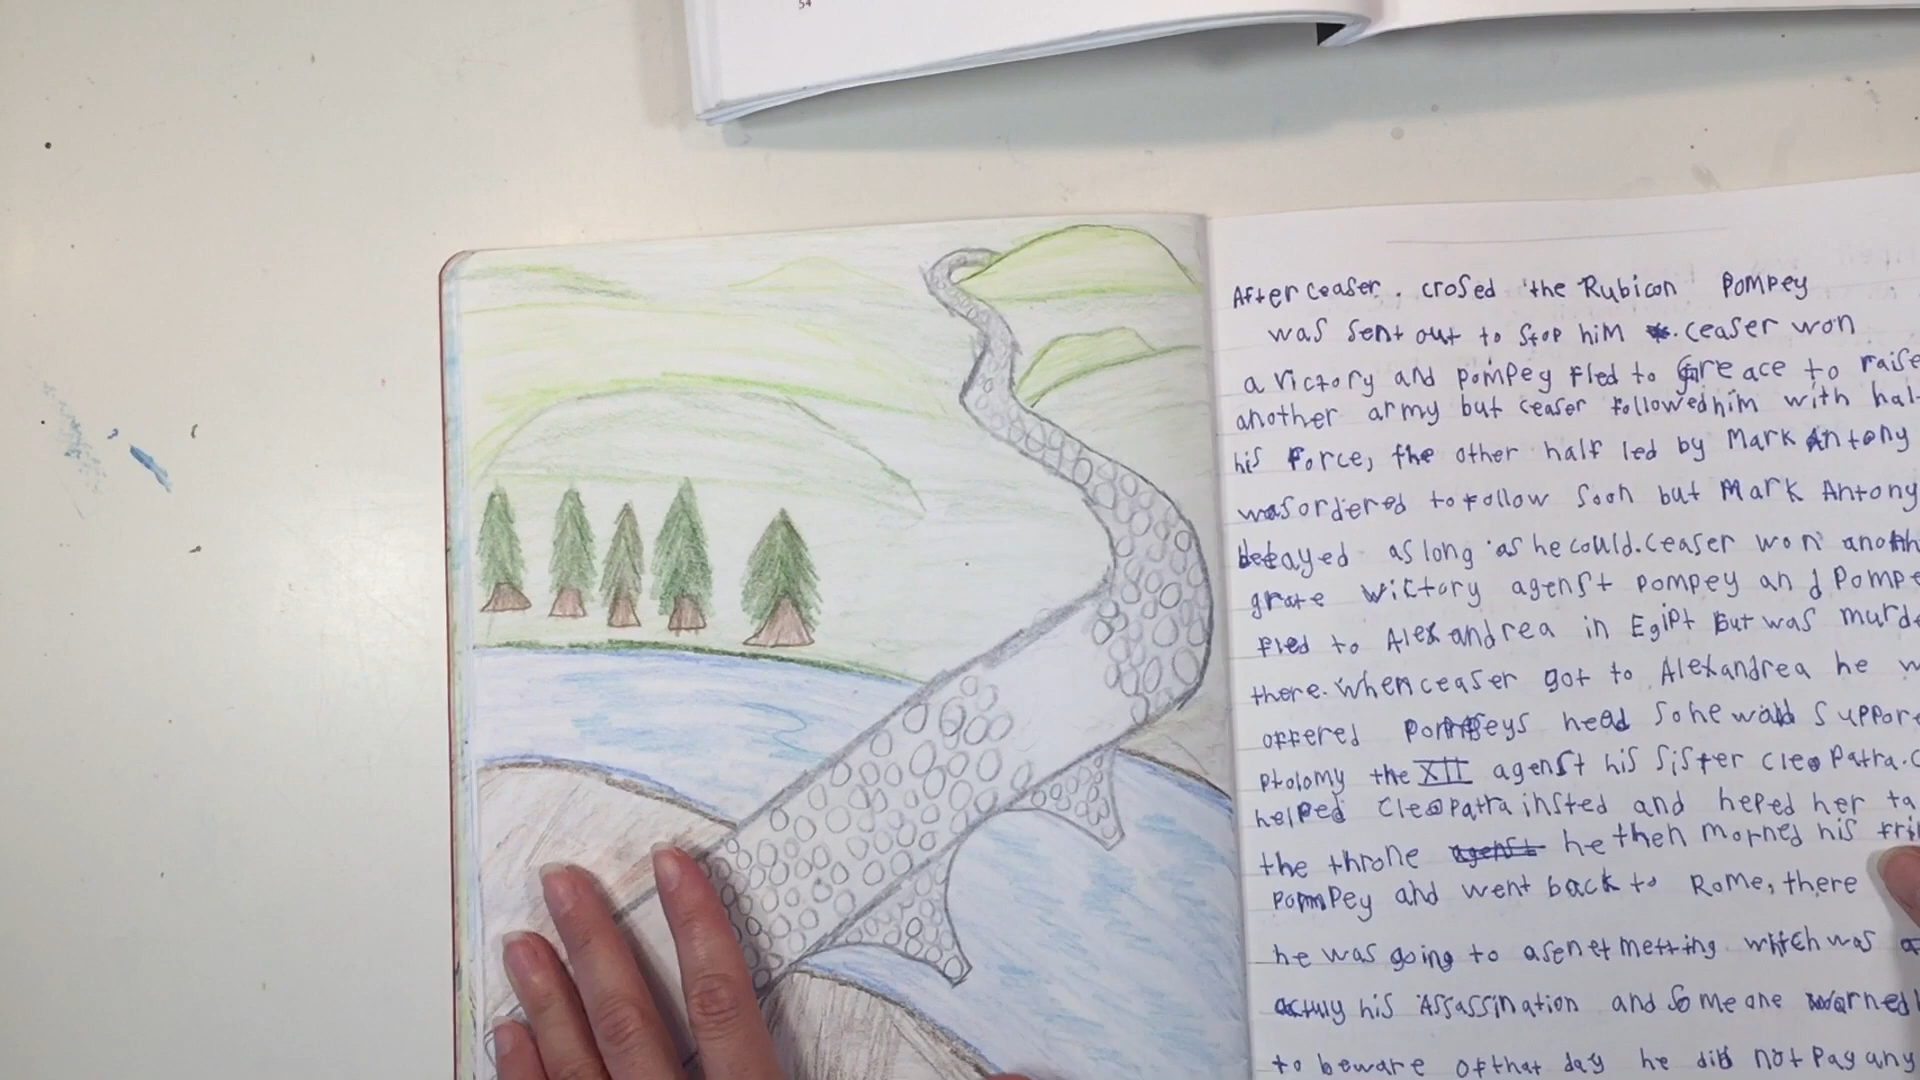 54
After ceaser. crosed the Rubicon Pompey
was sent out to stop him ceaser won
a victory and pompey fled to Greace to raise
another army but ceaser followed him with hal
his force, the other half led by Mark Antony
was ordered to follow soon but Mark Antony
as long as he could. Ceaser won anoth
grate victory agenst pompey and Pompe
fled to Alexandrea in Egipt But was murd
there. When ceaser got to Alexandrea he w
offered head so he wold suppor
Ptolomy the XII agenst his sister cleopatra. C
helped Cleopatra insted and heped her ta
the throne agenst he then morned his fri
Pompey and went back to Rome, there
he was going to a senet metting witch was a
actuly his Assassination and Someone warned
to beware of that day he did not pay any